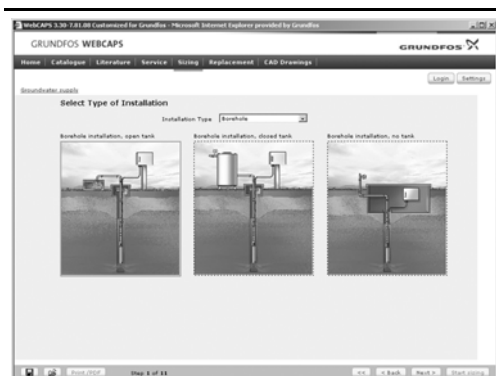 WebCAPS 3.30-7.01.00 Customized for Grundfos - Microsoft Internet Explorer provided by Grundfos
GRUNDFOS WEBCAPS
GRUNDFOS
Home Catalogue Literature Service Sizing Replacement CAD Drawings
Login Settings
Groundwater supply
Select Type of Installation
Installation Type Borehole
Borehole installation, open tank Borehole installation, closed tank Borehole installation, no tank
Print /PDF Step 1 of 11 << < Back Next > Start sizing